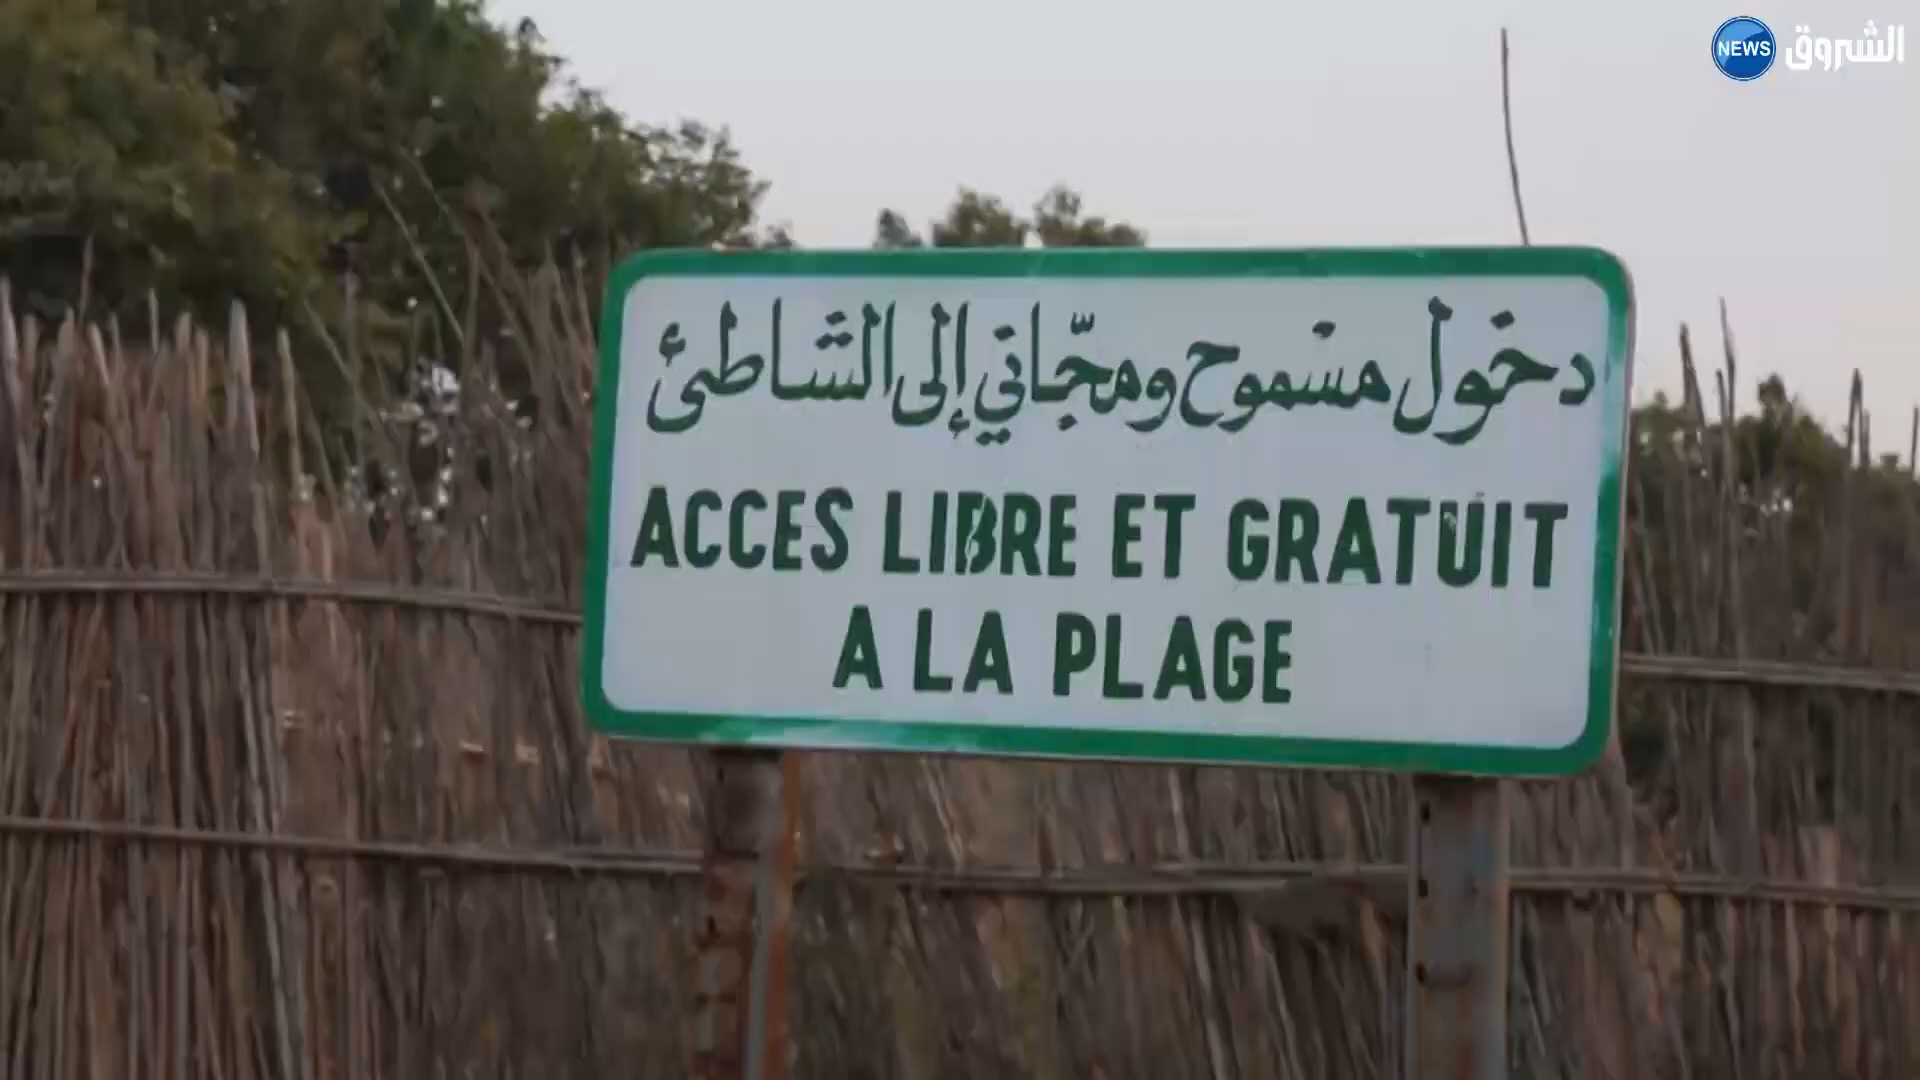 NEWS الشروق
دخول مسموح ومجّاني إلى الشاطئ
ACCES LIBRE ET GRATUIT
A LA PLAGE